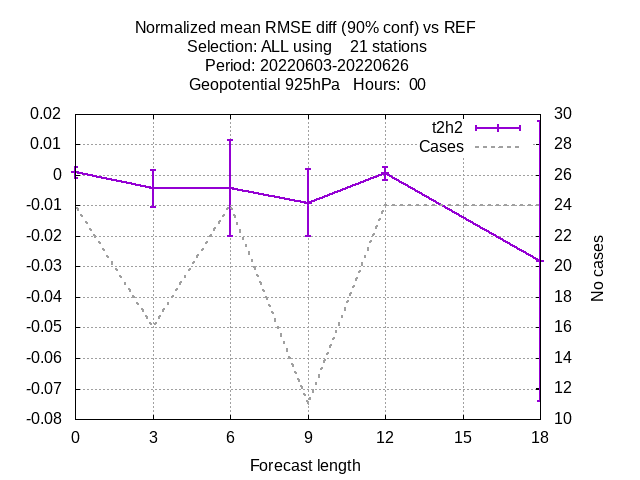 Normalized mean RMSE diff (90% conf) vs REF
Selection: ALL using    21 stations
Period: 20220603-20220626
Geopotential 925hPa   Hours:  00
0.02
0.01
0
-0.01
-0.02
-0.03
-0.04
-0.05
-0.06
-0.07
-0.08
t2h2
Cases
30
28
26
24
22
20
18
16
14
12
10
No cases
0 3 6 9 12 15 18
Forecast length